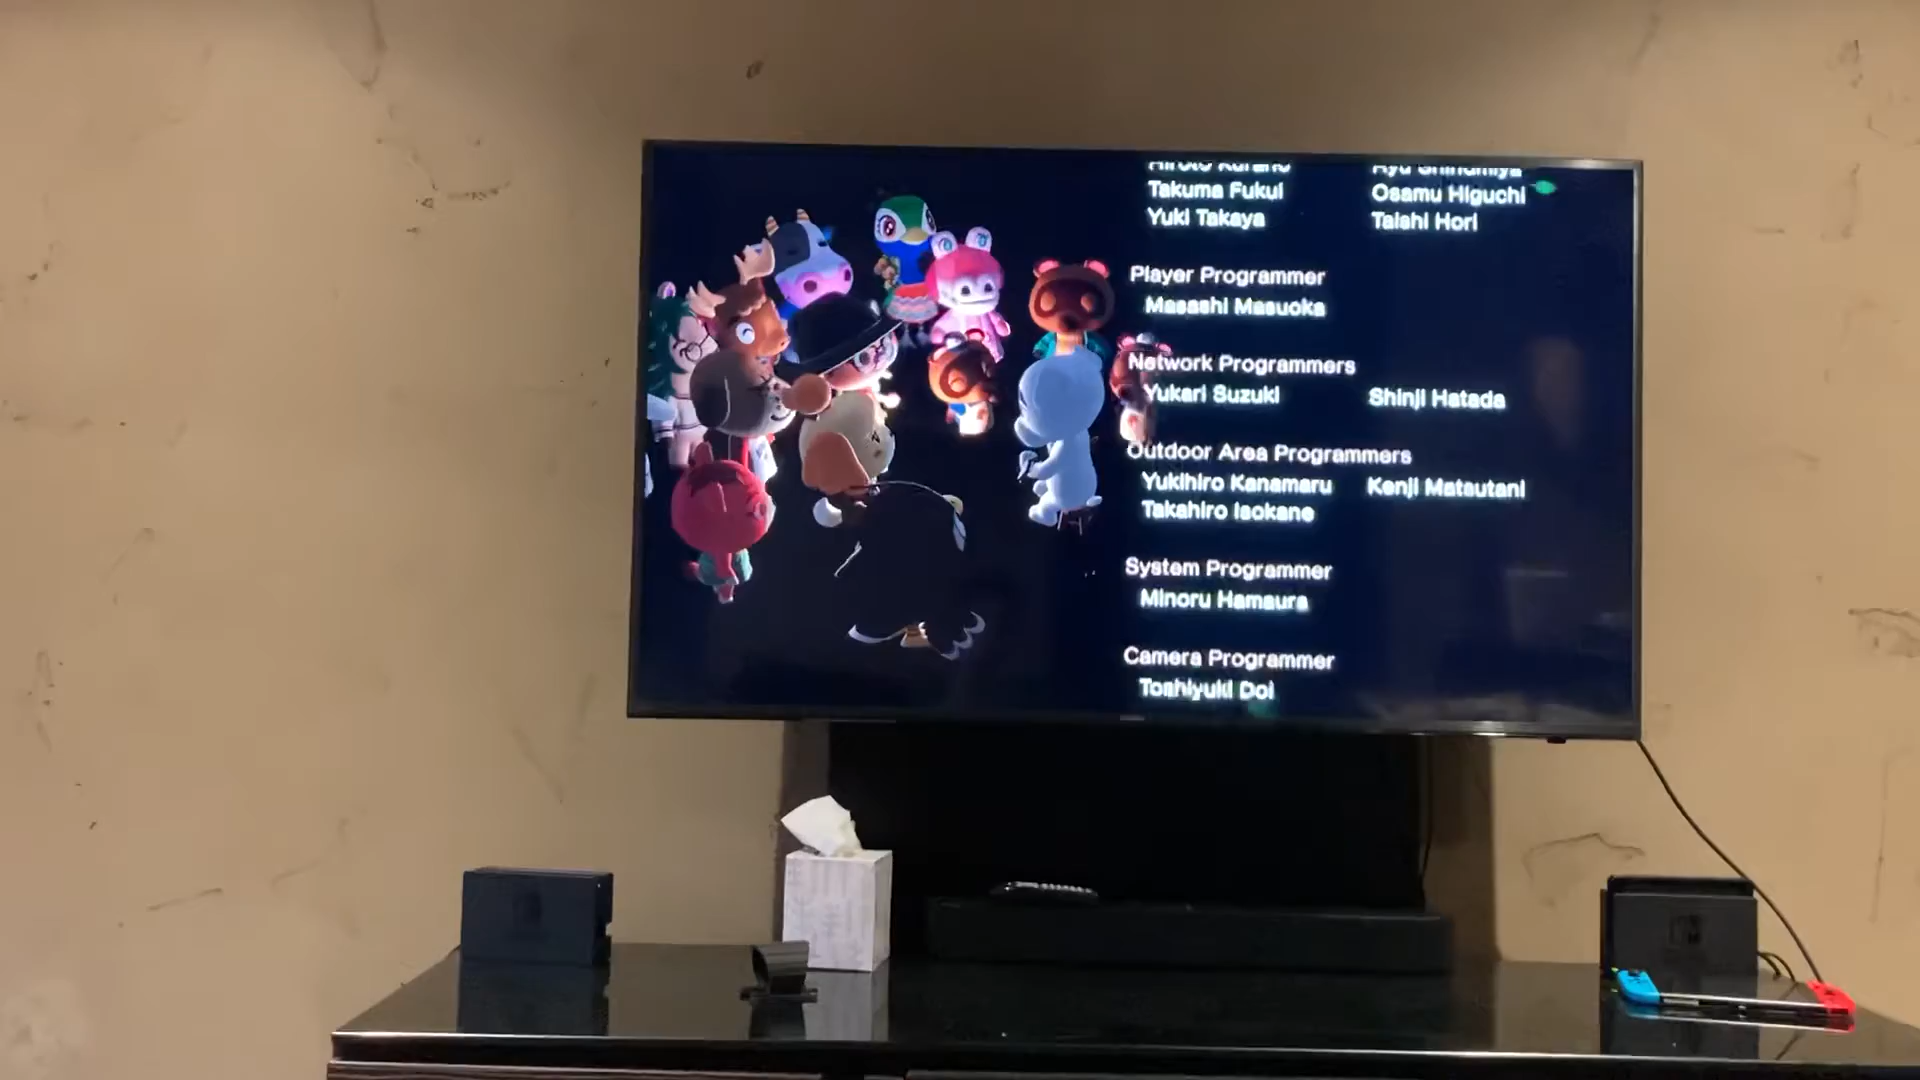 Takuma Fukui Osamu Higuchi
Yuki Takaya Taishi Hori
Player Programmer
Masashi Masuoka
Network Programmers
Yukari Suzuki Shinji Hatada
Outdoor Area Programmers
Yukihiro Kanamaru Kenji Matsutani
Takahiro Isokane
System Programmer
Minoru Hamaura
Camera Programmer
Toshiyuki Doi